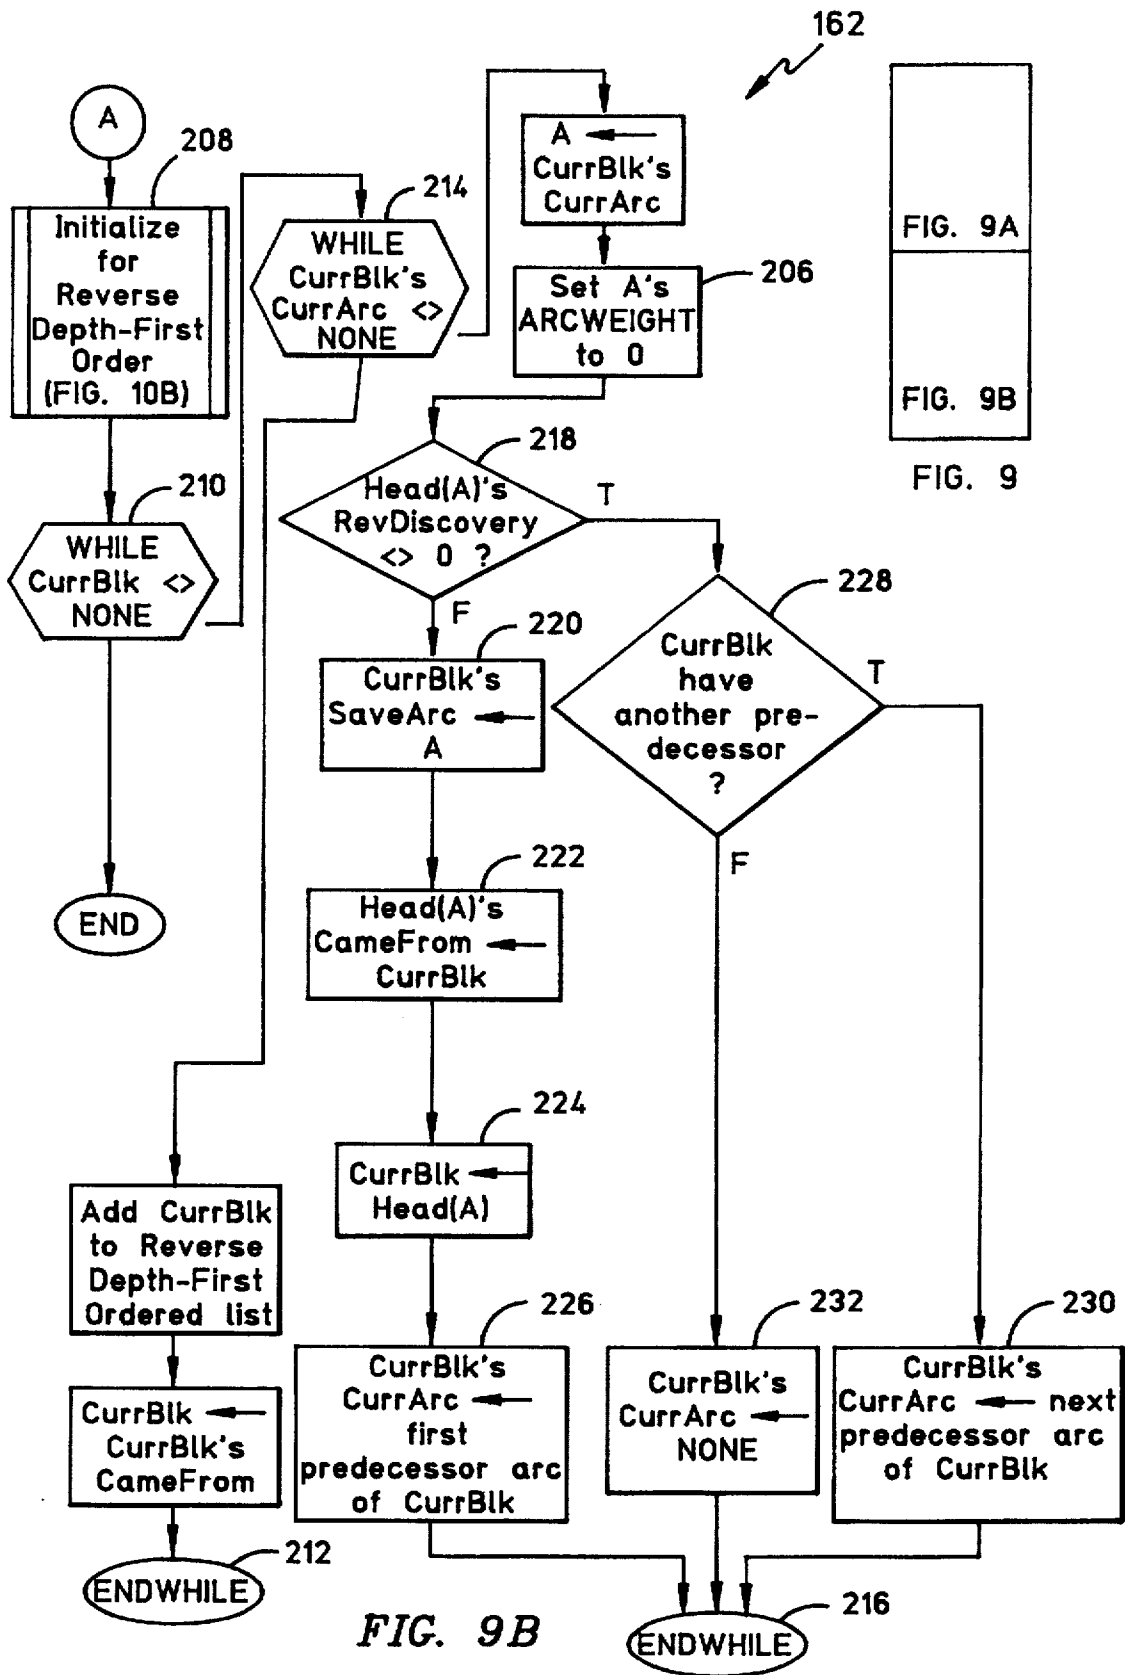 162
A
208
Initialize
for
Reverse
Depth-First
Order
(FIG. 10B)
210
WHILE
CurrBlk <>
NONE
END
214
WHILE
CurrBlk's
CurrArc <>
NONE
A ←
CurrBlk's
CurrArc
206
Set A's
ARCWEIGHT
to 0
FIG. 9A
FIG. 9B
FIG. 9
218
Head(A)'s
RevDiscovery
<> 0 ?
T
F
220
CurrBlk's
SaveArc ←
A
222
Head(A)'s
CameFrom ←
CurrBlk
224
CurrBlk ←
Head(A)
226
CurrBlk's
CurrArc ←
first
predecessor arc
of CurrBlk
228
CurrBlk
have
another pre-
decessor
?
T
F
232
CurrBlk's
CurrArc ←
NONE
230
CurrBlk's
CurrArc ← next
predecessor arc
of CurrBlk
Add CurrBlk
to Reverse
Depth-First
Ordered list
CurrBlk ←
CurrBlk's
CameFrom
212
ENDWHILE
216
ENDWHILE
FIG. 9B